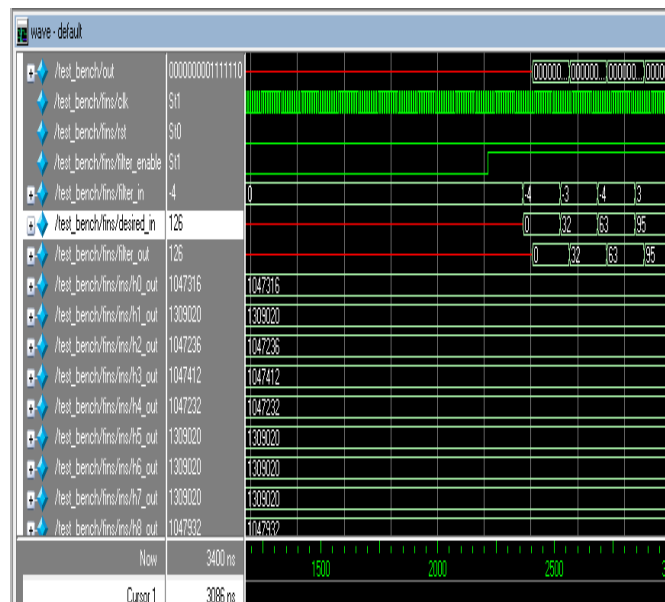 wave - default
/test_bench/out 0000000001111110 000000... 000000... 000|00... 0000
/test_bench/fins/clk St1
/test_bench/fins/rst St0
/test_bench/fins/filter_enable St1
/test_bench/fins/filter_in -4 0 -4 -3 -4 3
/test_bench/fins/desired_in 126 0 32 63 95
/test_bench/fins/filter_out 126 0 32 63 95
/test_bench/fins/ins/h0_out 1047316 1047316
/test_bench/fins/ins/h1_out 1309020 1309020
/test_bench/fins/ins/h2_out 1047236 1047236
/test_bench/fins/ins/h3_out 1047412 1047412
/test_bench/fins/ins/h4_out 1047232 1047232
/test_bench/fins/ins/h5_out 1309020 1309020
/test_bench/fins/ins/h6_out 1309020 1309020
/test_bench/fins/ins/h7_out 1309020 1309020
/test_bench/fins/ins/h8_out 1047932 1047932
Now 3400 ns 1500 2000 2500
Cursor 1 3086 ns